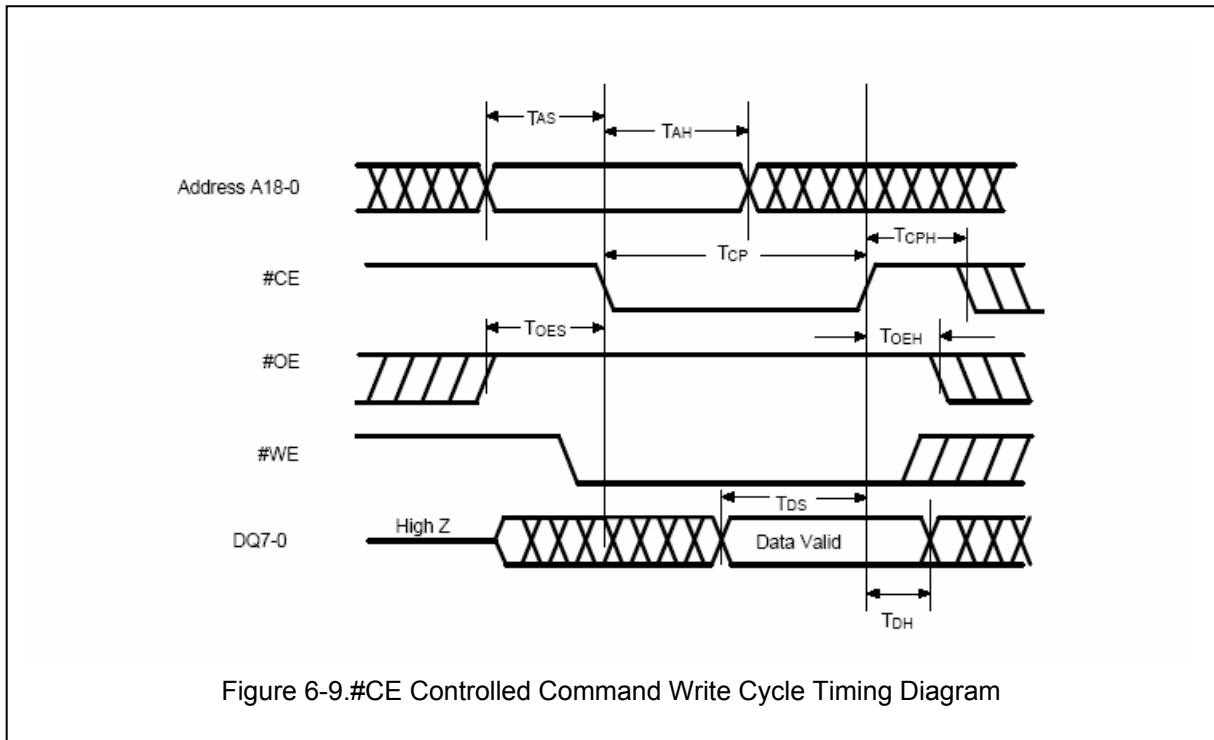 TAS
TAH
Address A18-0
TCPH
TCP
#CE
TOES
TOEH
#OE
#WE
TDS
High Z
DQ7-0
Data Valid
TDH
Figure 6-9.#CE Controlled Command Write Cycle Timing Diagram